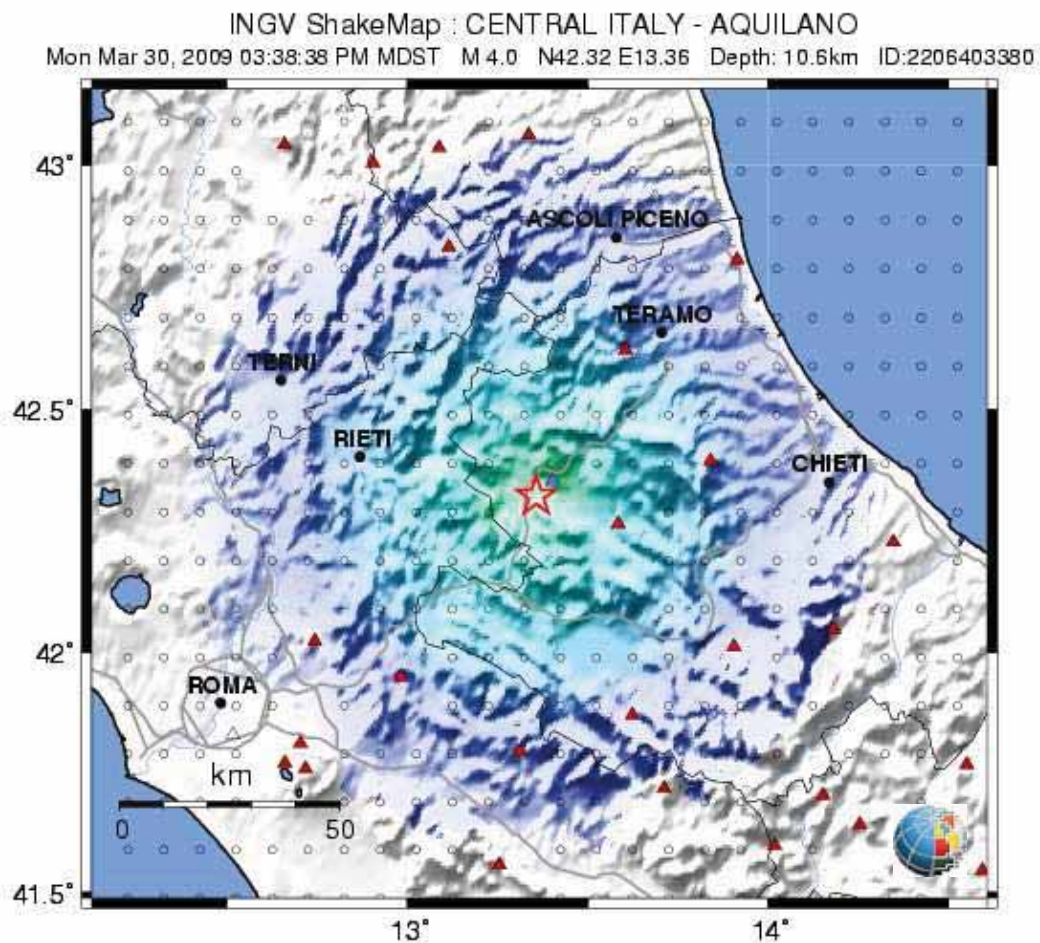 INGV ShakeMap : CENTRAL ITALY - AQUILANO
Mon Mar 30, 2009 03:38:38 PM MDST M 4.0 N42.32 E13.36 Depth: 10.6km ID:2206403380
43°
ASCOLI PICENO
TERAMO
TERNI
42.5°
RIETI
CHIETI
42°
ROMA
km
0 50
41.5°
13° 14°